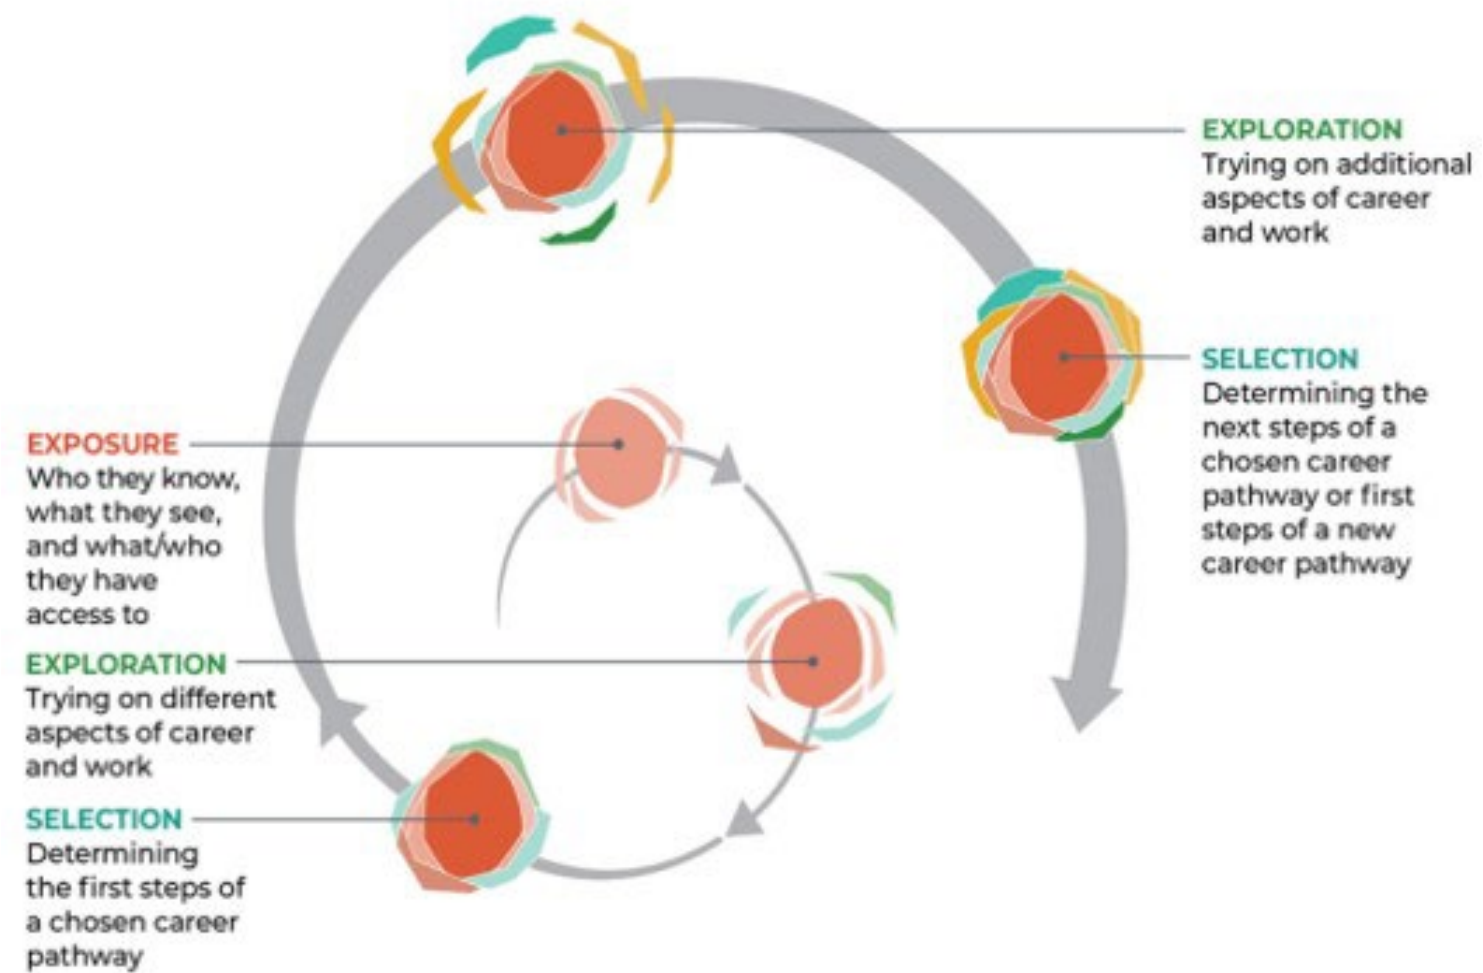 EXPOSURE
Who they know,
what they see,
and what/who
they have
access to
EXPLORATION
Trying on different
aspects of career
and work
SELECTION
Determining
the first steps of
a chosen career
pathway
EXPLORATION
Trying on additional
aspects of career
and work
SELECTION
Determining the
next steps of a
chosen career
pathway or first
steps of a new
career pathway